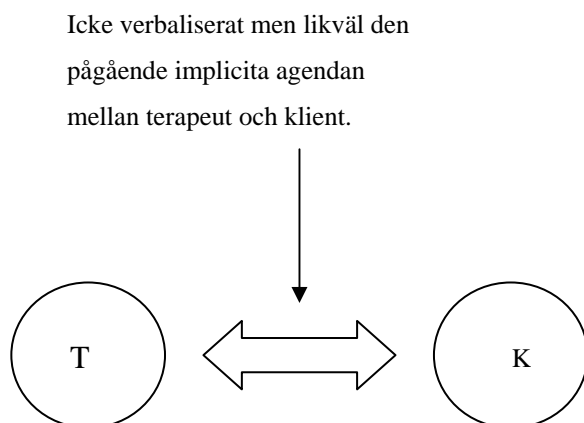 Icke verbaliserat men likväl den
pågående implicita agendan
mellan terapeut och klient.
T
K